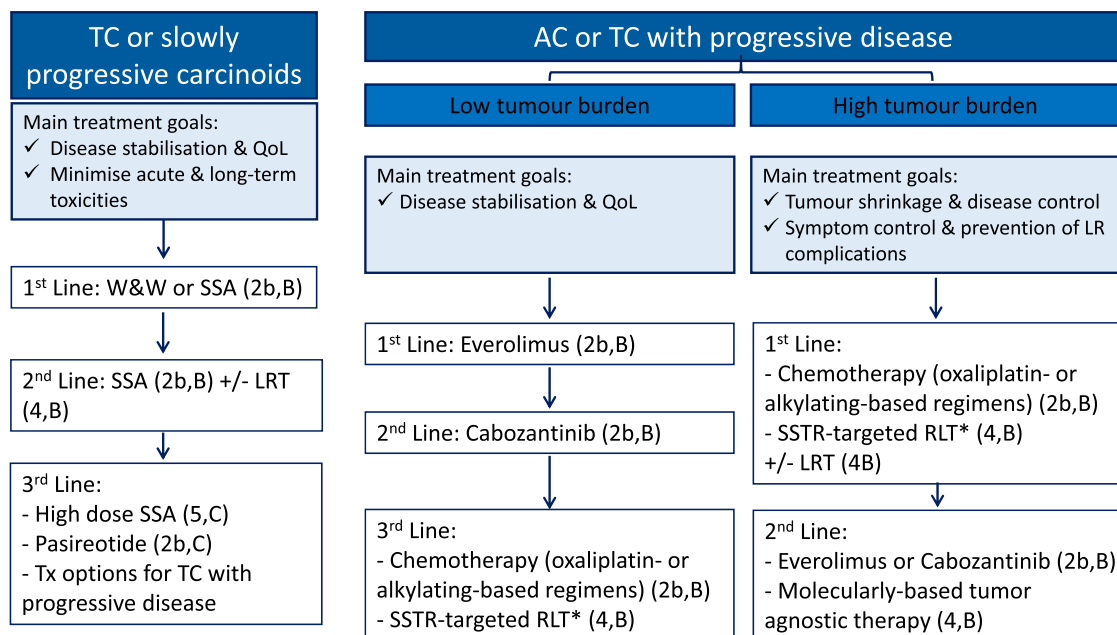 TC or slowly
progressive carcinoids
Main treatment goals:
✓ Disease stabilisation & QoL
✓ Minimise acute & long-term
toxicities
1st Line: W&W or SSA (2b,B)
2nd Line: SSA (2b,B) +/- LRT
(4,B)
3rd Line:
- High dose SSA (5,C)
- Pasireotide (2b,C)
- Tx options for TC with
progressive disease
AC or TC with progressive disease
Low tumour burden
Main treatment goals:
✓ Disease stabilisation & QoL
1st Line: Everolimus (2b,B)
2nd Line: Cabozantinib (2b,B)
3rd Line:
- Chemotherapy (oxaliplatin- or
alkylating-based regimens) (2b,B)
- SSTR-targeted RLT* (4,B)
High tumour burden
Main treatment goals:
✓ Tumour shrinkage & disease control
✓ Symptom control & prevention of LR
complications
1st Line:
- Chemotherapy (oxaliplatin- or
alkylating-based regimens) (2b,B)
- SSTR-targeted RLT* (4,B)
+/- LRT (4B)
2nd Line:
- Everolimus or Cabozantinib (2b,B)
- Molecularly-based tumor
agnostic therapy (4,B)